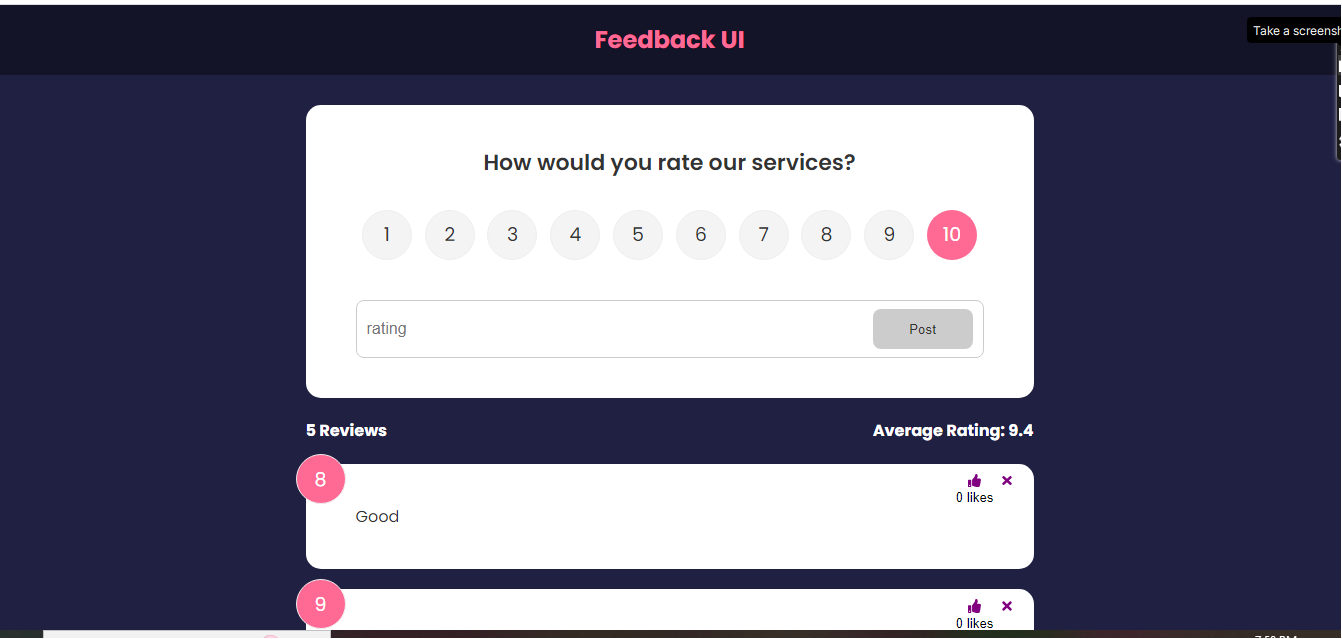 Feedback UI
Take a
How would you rate our services?
1 2 3 4 5 6 7 8 9 10
rating
Post
5 Reviews
Average Rating: 9.4
8
0 likes
Good
9
0 likes